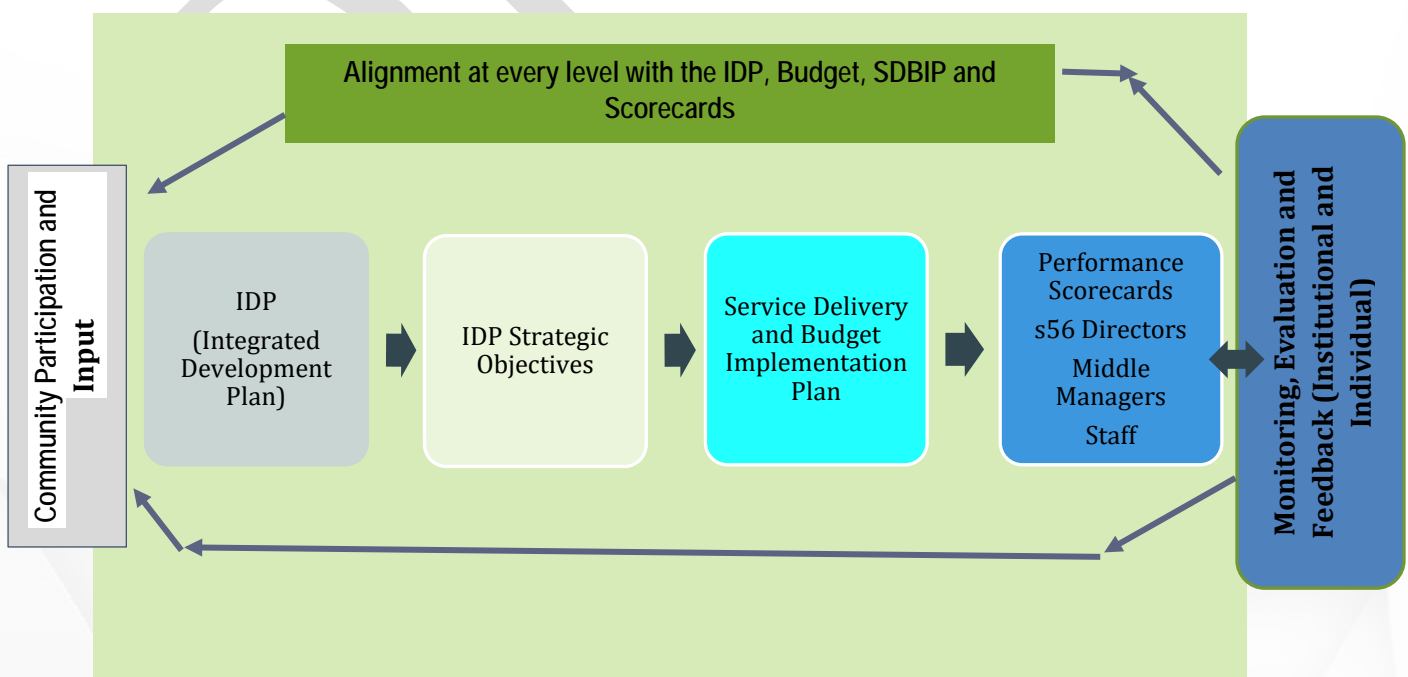 Alignment at every level with the IDP, Budget, SDBIP and
Scorecards
Community Participation and
Input
IDP
(Integrated
Development
Plan)
IDP Strategic
Objectives
Service Delivery
and Budget
Implementation
Plan
Performance
Scorecards
s56 Directors
Middle
Managers
Staff
Monitoring, Evaluation and
Feedback (Institutional and
Individual)